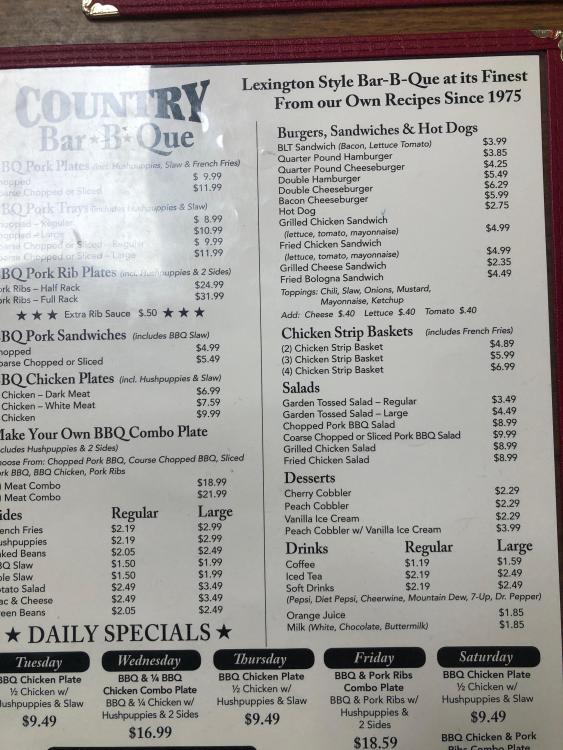 COUNTRY
Bar★B★Que
Lexington Style Bar-B-Que at its Finest
From our Own Recipes Since 1975
BQ Pork Plates (incl. Hushpuppies, Slaw & French Fries)
hopped $ 9.99
oarse Chopped or Sliced $11.99
BQ Pork Trays (includes Hushpuppies & Slaw)
hopped – Regular $ 8.99
hopped – Large $10.99
oarse Chopped or Sliced – Regular $ 9.99
oarse Chopped or Sliced – Large $11.99
BQ Pork Rib Plates (incl. Hushpuppies & 2 Sides)
ork Ribs – Half Rack $24.99
ork Ribs – Full Rack $31.99
★ ★ ★ Extra Rib Sauce $.50 ★ ★ ★
BQ Pork Sandwiches (includes BBQ Slaw)
hopped $4.99
oarse Chopped or Sliced $5.49
BQ Chicken Plates (incl. Hushpuppies & Slaw)
Chicken – Dark Meat $6.99
Chicken – White Meat $7.59
Chicken $9.99
Make Your Own BBQ Combo Plate
cludes Hushpuppies & 2 Sides)
hoose From: Chopped Pork BBQ, Course Chopped BBQ, Sliced
ork BBQ, BBQ Chicken, Pork Ribs
) Meat Combo $18.99
) Meat Combo $21.99
ides Regular Large
ench Fries $2.19 $2.99
ushpuppies $2.19 $2.99
aked Beans $2.05 $2.49
BQ Slaw $1.50 $1.99
ole Slaw $1.50 $1.99
otato Salad $2.49 $3.49
ac & Cheese $2.49 $3.49
reen Beans $2.05 $2.49
Burgers, Sandwiches & Hot Dogs
BLT Sandwich (Bacon, Lettuce Tomato) $3.99
Quarter Pound Hamburger $3.85
Quarter Pound Cheeseburger $4.25
Double Hamburger $5.49
Double Cheeseburger $6.29
Bacon Cheeseburger $5.99
Hot Dog $2.75
Grilled Chicken Sandwich
(lettuce, tomato, mayonnaise) $4.99
Fried Chicken Sandwich
(lettuce, tomato, mayonnaise) $4.99
Grilled Cheese Sandwich $2.35
Fried Bologna Sandwich $4.49
Toppings: Chili, Slaw, Onions, Mustard,
Mayonnaise, Ketchup
Add: Cheese $.40 Lettuce $.40 Tomato $.40
Chicken Strip Baskets (includes French Fries)
(2) Chicken Strip Basket $4.89
(3) Chicken Strip Basket $5.99
(4) Chicken Strip Basket $6.99
Salads
Garden Tossed Salad – Regular $3.49
Garden Tossed Salad – Large $4.49
Chopped Pork BBQ Salad $8.99
Coarse Chopped or Sliced Pork BBQ Salad $9.99
Grilled Chicken Salad $8.99
Fried Chicken Salad $8.99
Desserts
Cherry Cobbler $2.29
Peach Cobbler $2.29
Vanilla Ice Cream $2.29
Peach Cobbler w/ Vanilla Ice Cream $3.99
Drinks Regular Large
Coffee $1.19 $1.59
Iced Tea $2.19 $2.49
Soft Drinks $2.19 $2.49
(Pepsi, Diet Pepsi, Cheerwine, Mountain Dew, 7-Up, Dr. Pepper)
Orange Juice $1.85
Milk (White, Chocolate, Buttermilk) $1.85
★ DAILY SPECIALS ★
Tuesday
BBQ Chicken Plate
½ Chicken w/
Hushpuppies & Slaw
$9.49
Wednesday
BBQ & ¼ BBQ
Chicken Combo Plate
BBQ & ¼ Chicken w/
Hushpuppies & 2 Sides
$16.99
Thursday
BBQ Chicken Plate
½ Chicken w/
Hushpuppies & Slaw
$9.49
Friday
BBQ & Pork Ribs
Combo Plate
BBQ & Pork Ribs w/
Hushpuppies &
2 Sides
$18.59
Saturday
BBQ Chicken Plate
½ Chicken w/
Hushpuppies & Slaw
$9.49
BBQ Chicken & Pork
Ribs Combo Plate